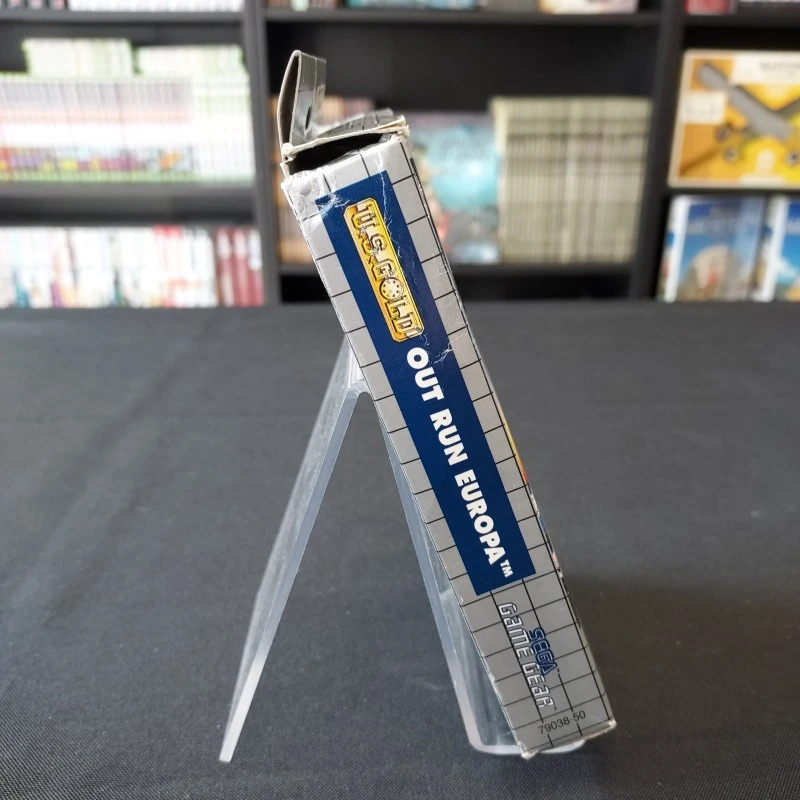 U.S. GOLD
OUT RUN EUROPA™
SEGA
GAME GEAR
79038-50